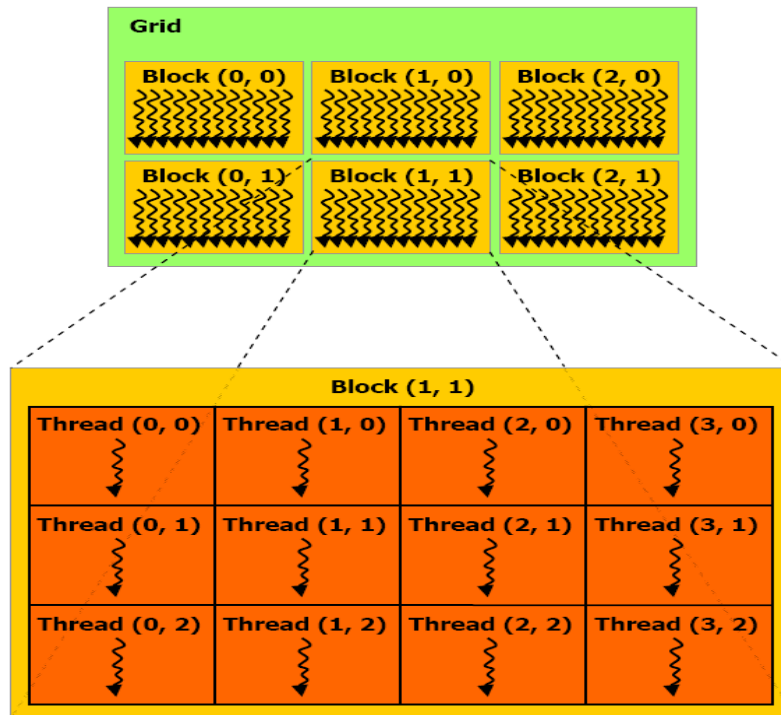 Grid
Block (0, 0) Block (1, 0) Block (2, 0)
Block (0, 1) Block (1, 1) Block (2, 1)
Block (1, 1)
Thread (0, 0) Thread (1, 0) Thread (2, 0) Thread (3, 0)
Thread (0, 1) Thread (1, 1) Thread (2, 1) Thread (3, 1)
Thread (0, 2) Thread (1, 2) Thread (2, 2) Thread (3, 2)